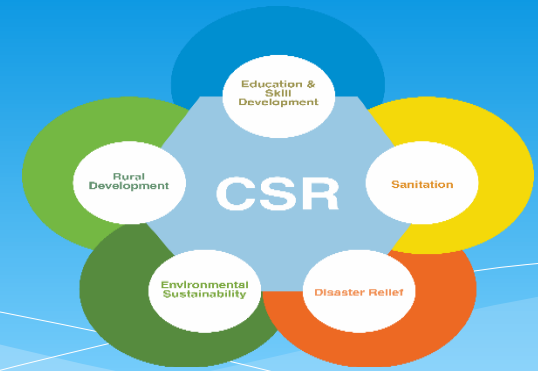 Education &
Skill
Development
Rural
Development
CSR
Sanitation
Environmental
Sustainability
Disaster Relief